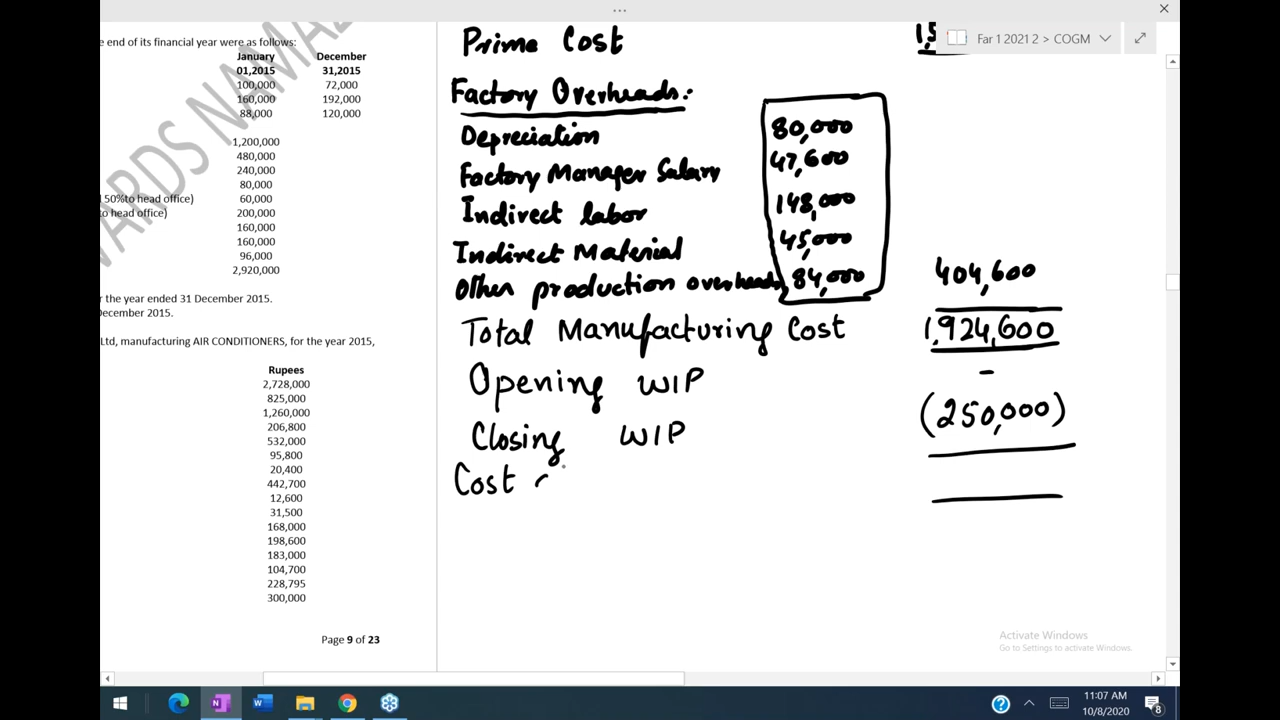 e end of its financial year were as follows:
January December
01,2015 31,2015
100,000 72,000
160,000 192,000
88,000 120,000
1,200,000
480,000
240,000
80,000
50%to head office) 60,000
to head office) 200,000
160,000
160,000
96,000
2,920,000
r the year ended 31 December 2015.
December 2015.
Ltd, manufacturing AIR CONDITIONERS, for the year 2015,
Rupees
2,728,000
825,000
1,260,000
206,800
532,000
95,800
20,400
442,700
12,600
31,500
168,000
198,600
183,000
104,700
228,795
300,000
Page 9 of 23
WARDS NAMA
Far 1 2021 2 > COGM
Prime Cost
Factory Overheads:
Depreciation 80,000
Factory Manager Salary 47,600
Indirect labor 148,000
Indirect Material 45,000
Other production overheads 84,000 404,600
Total Manufacturing Cost 1,924,600
Opening WIP -
Closing WIP (250,000)
Cost
Activate Windows
Go to Settings to activate Windows.
11:07 AM
10/8/2020
8